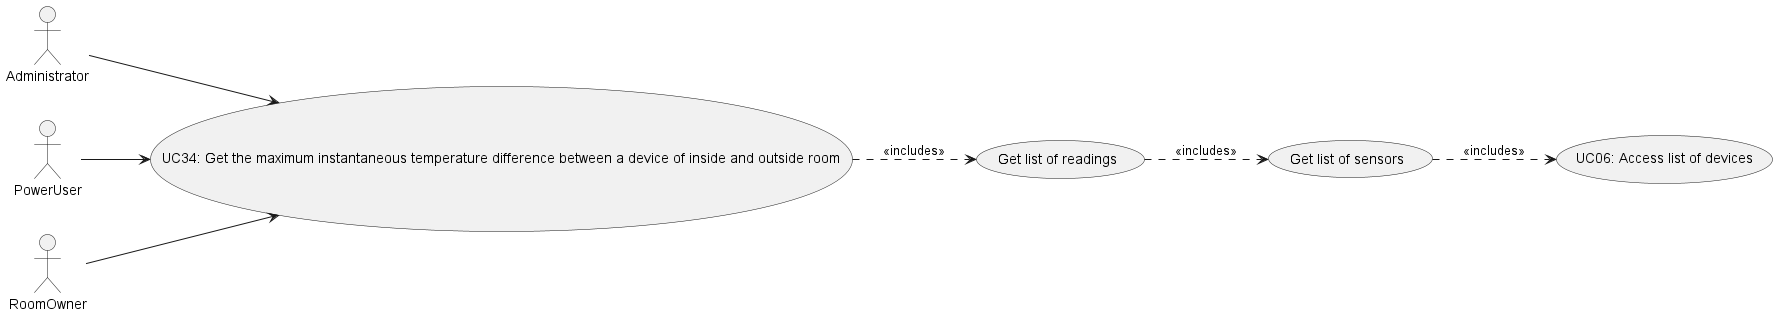 Administrator
PowerUser
RoomOwner
UC34: Get the maximum instantaneous temperature difference between a device of inside and outside room
«includes»
Get list of readings
«includes»
Get list of sensors
«includes»
UC06: Access list of devices